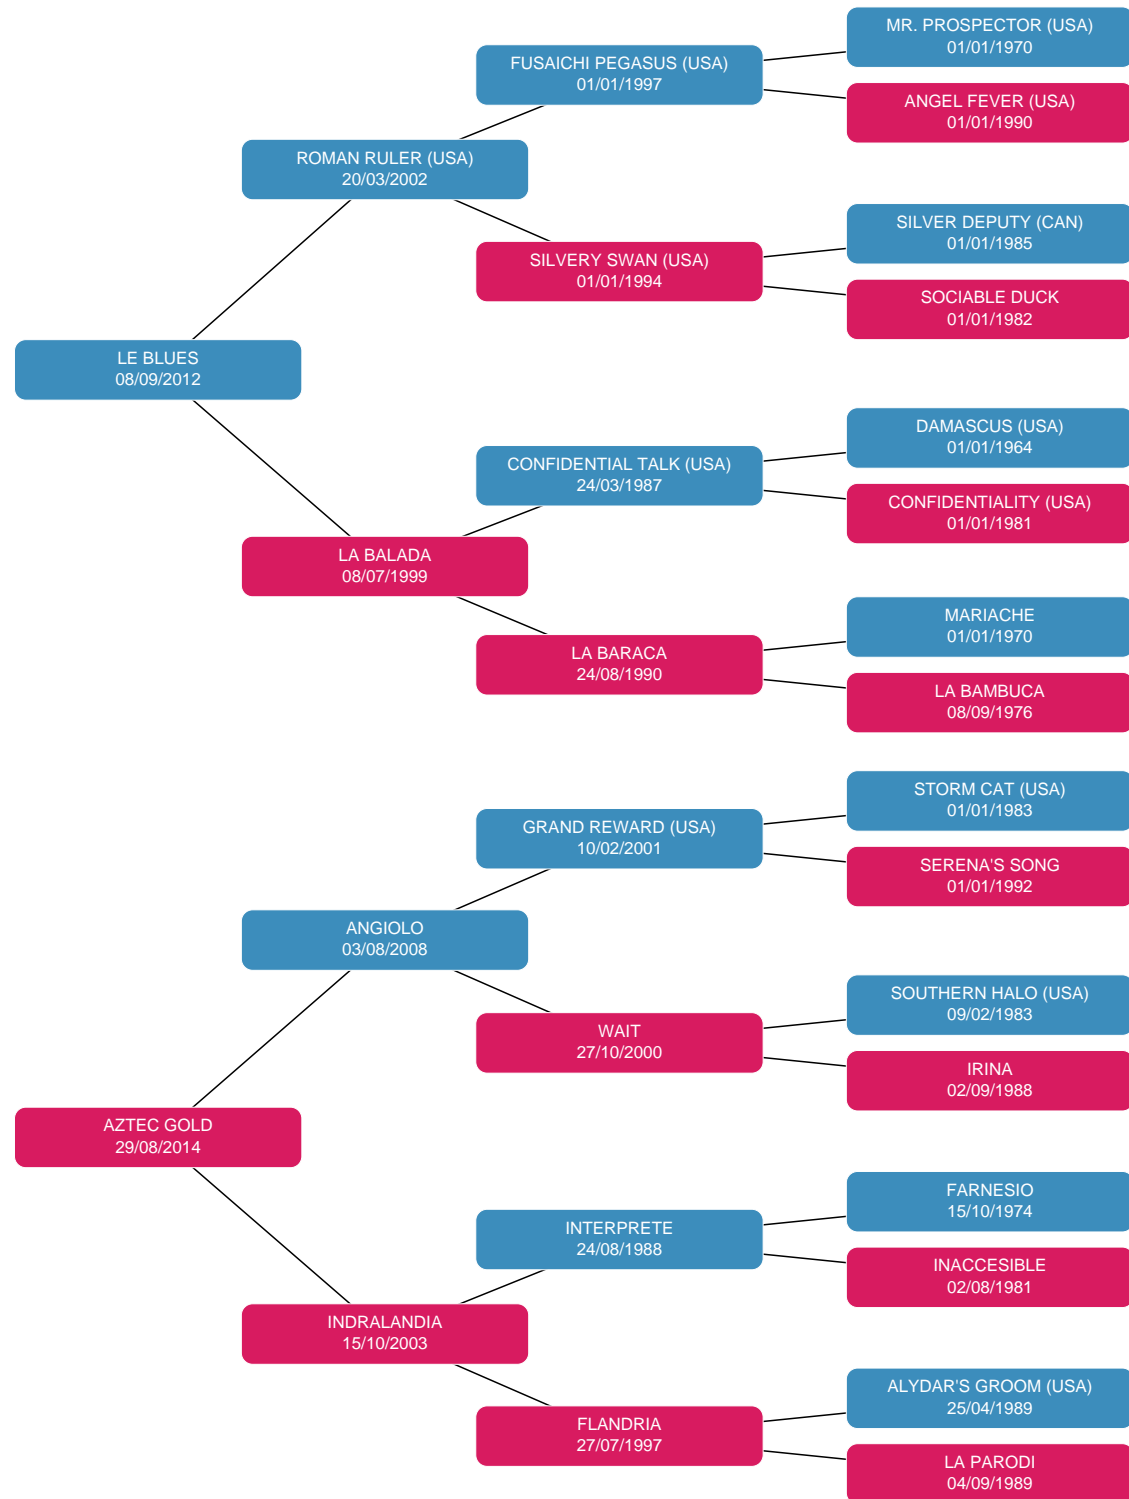 MR. PROSPECTOR (USA)
01/01/1970
FUSAICHI PEGASUS (USA)
01/01/1997
ANGEL FEVER (USA)
01/01/1990
ROMAN RULER (USA)
20/03/2002
SILVER DEPUTY (CAN)
01/01/1985
SILVERY SWAN (USA)
01/01/1994
SOCIABLE DUCK
01/01/1982
LE BLUES
08/09/2012
DAMASCUS (USA)
01/01/1964
CONFIDENTIAL TALK (USA)
24/03/1987
CONFIDENTIALITY (USA)
01/01/1981
LA BALADA
08/07/1999
MARIACHE
01/01/1970
LA BARACA
24/08/1990
LA BAMBUCA
08/09/1976
STORM CAT (USA)
01/01/1983
GRAND REWARD (USA)
10/02/2001
SERENA'S SONG
01/01/1992
ANGIOLO
03/08/2008
SOUTHERN HALO (USA)
09/02/1983
WAIT
27/10/2000
IRINA
02/09/1988
AZTEC GOLD
29/08/2014
FARNESIO
15/10/1974
INTERPRETE
24/08/1988
INACCESIBLE
02/08/1981
INDRALANDIA
15/10/2003
ALYDAR'S GROOM (USA)
25/04/1989
FLANDRIA
27/07/1997
LA PARODI
04/09/1989